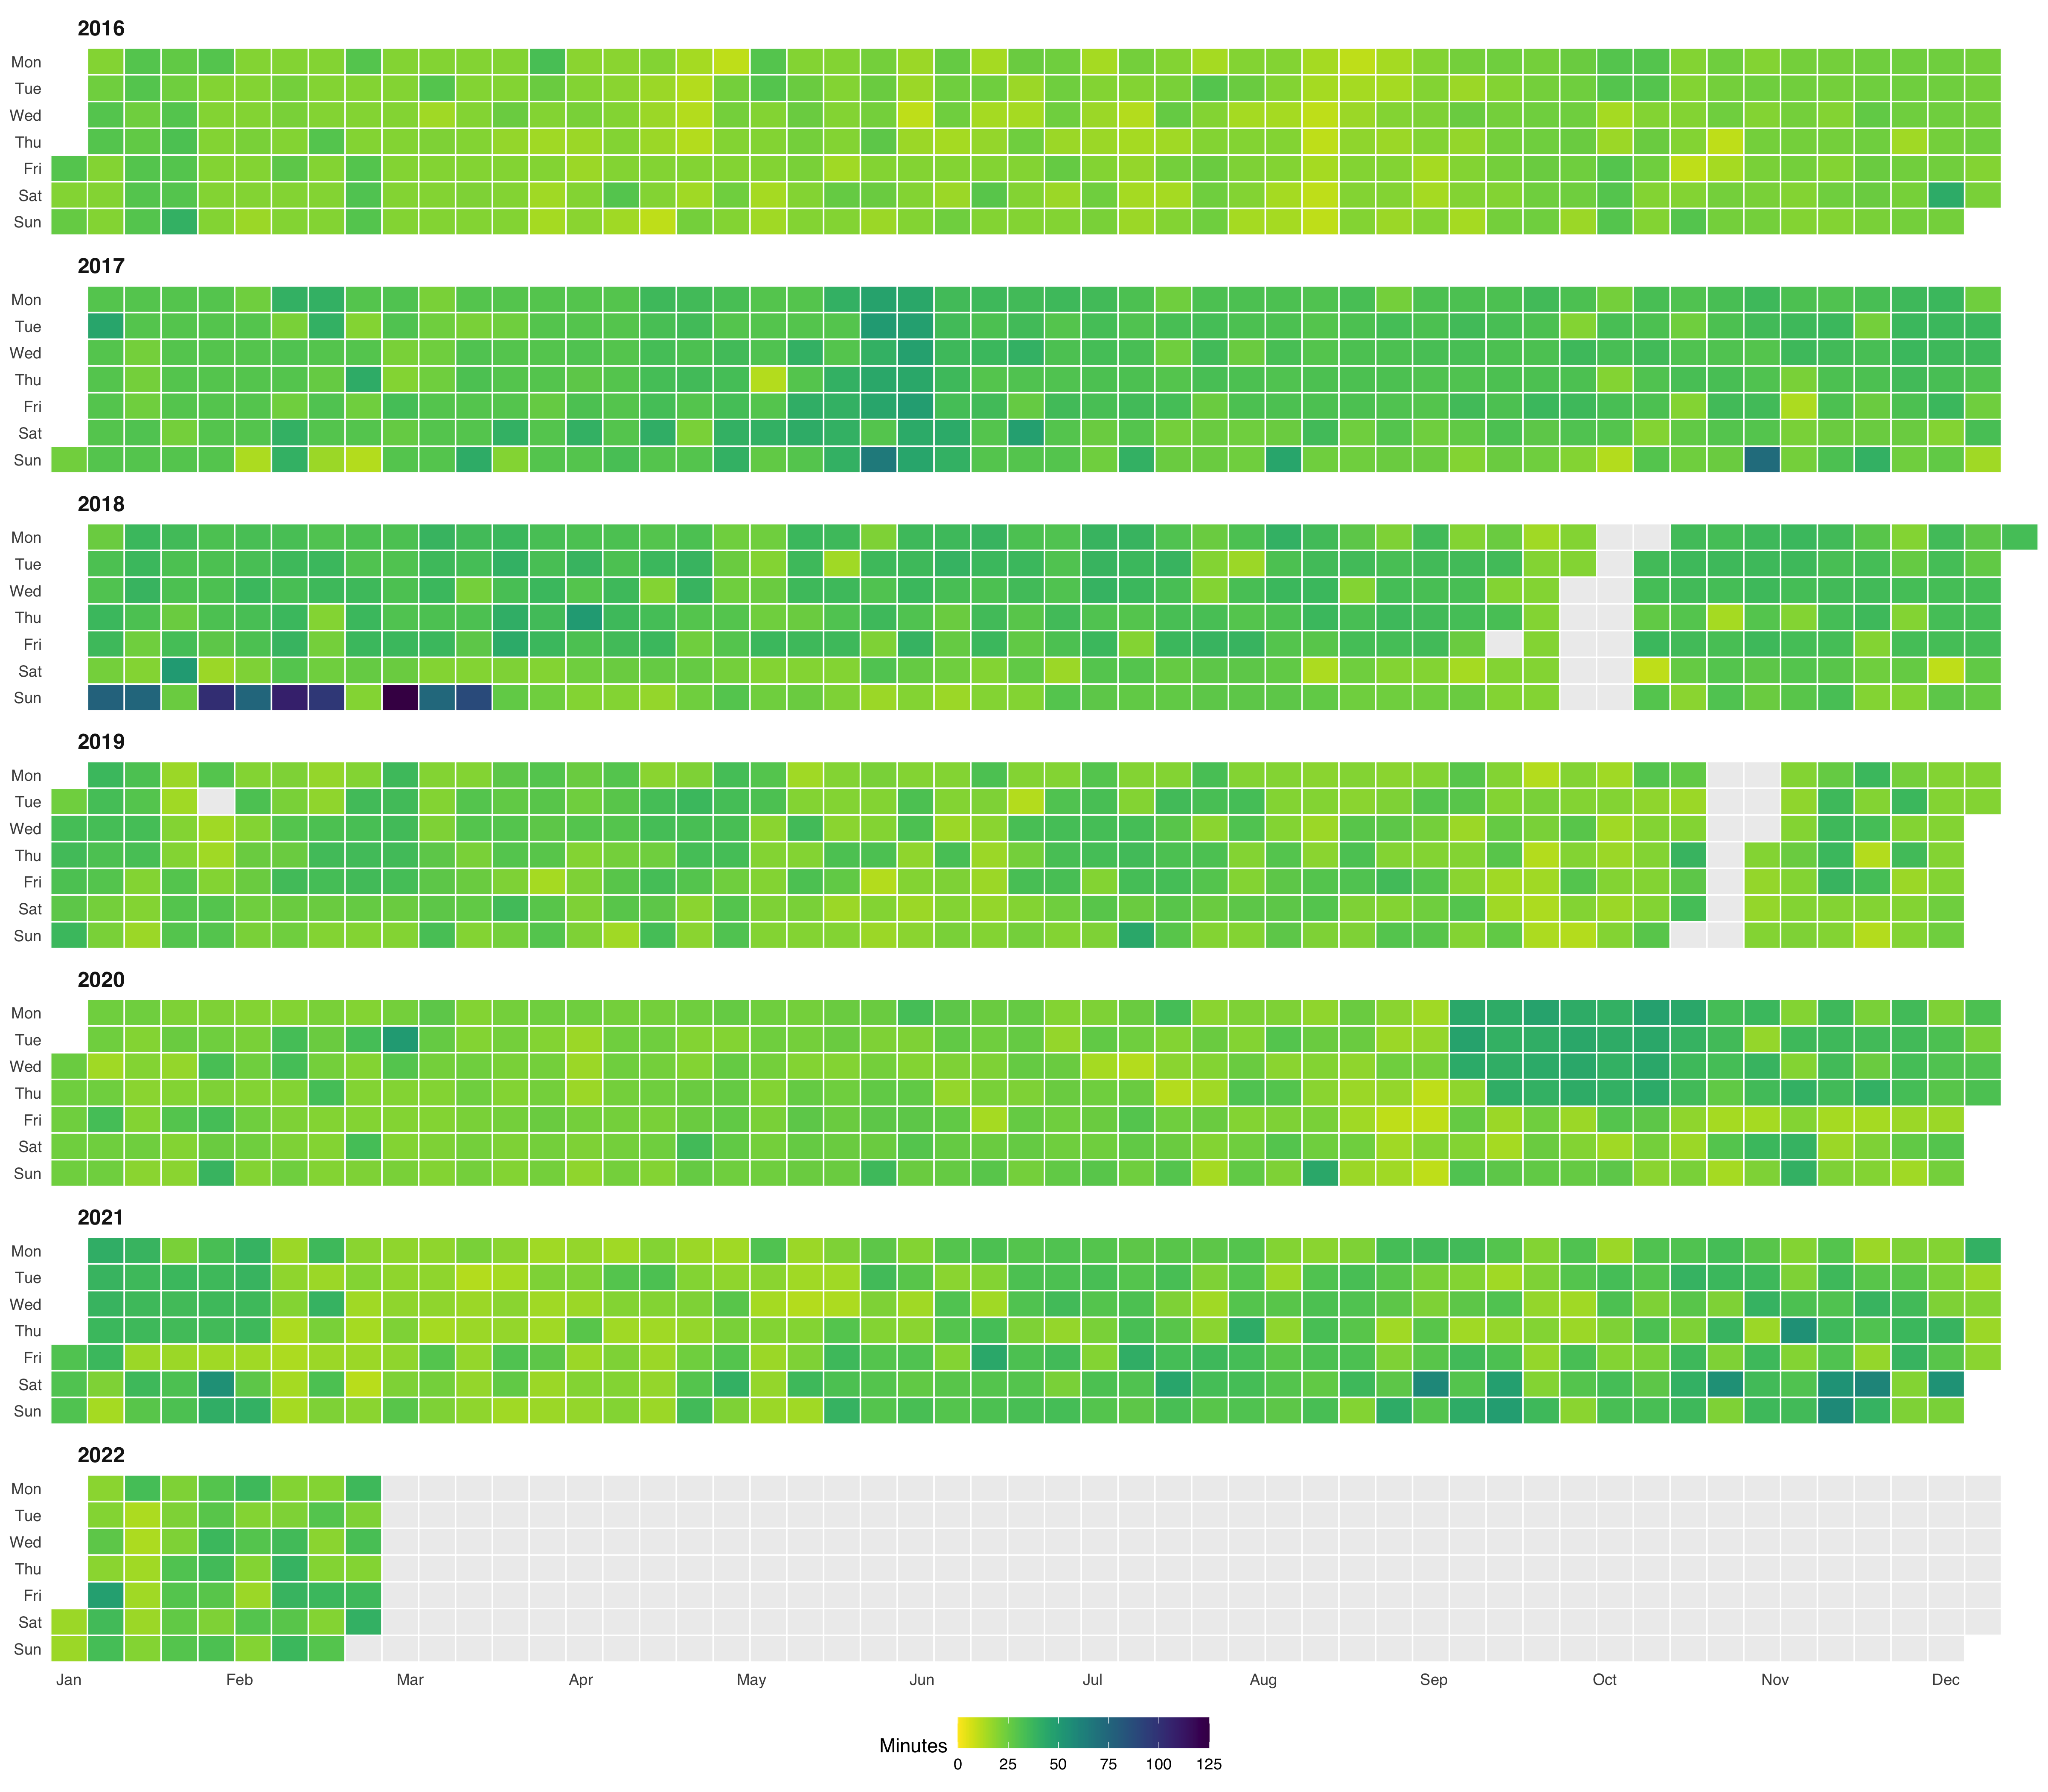 2016
Mon
Tue
Wed
Thu
Fri
Sat
Sun
2017
Mon
Tue
Wed
Thu
Fri
Sat
Sun
2018
Mon
Tue
Wed
Thu
Fri
Sat
Sun
2019
Mon
Tue
Wed
Thu
Fri
Sat
Sun
2020
Mon
Tue
Wed
Thu
Fri
Sat
Sun
2021
Mon
Tue
Wed
Thu
Fri
Sat
Sun
2022
Mon
Tue
Wed
Thu
Fri
Sat
Sun
Jan Feb Mar Apr May Jun Jul Aug Sep Oct Nov Dec
Minutes
0 25 50 75 100 125